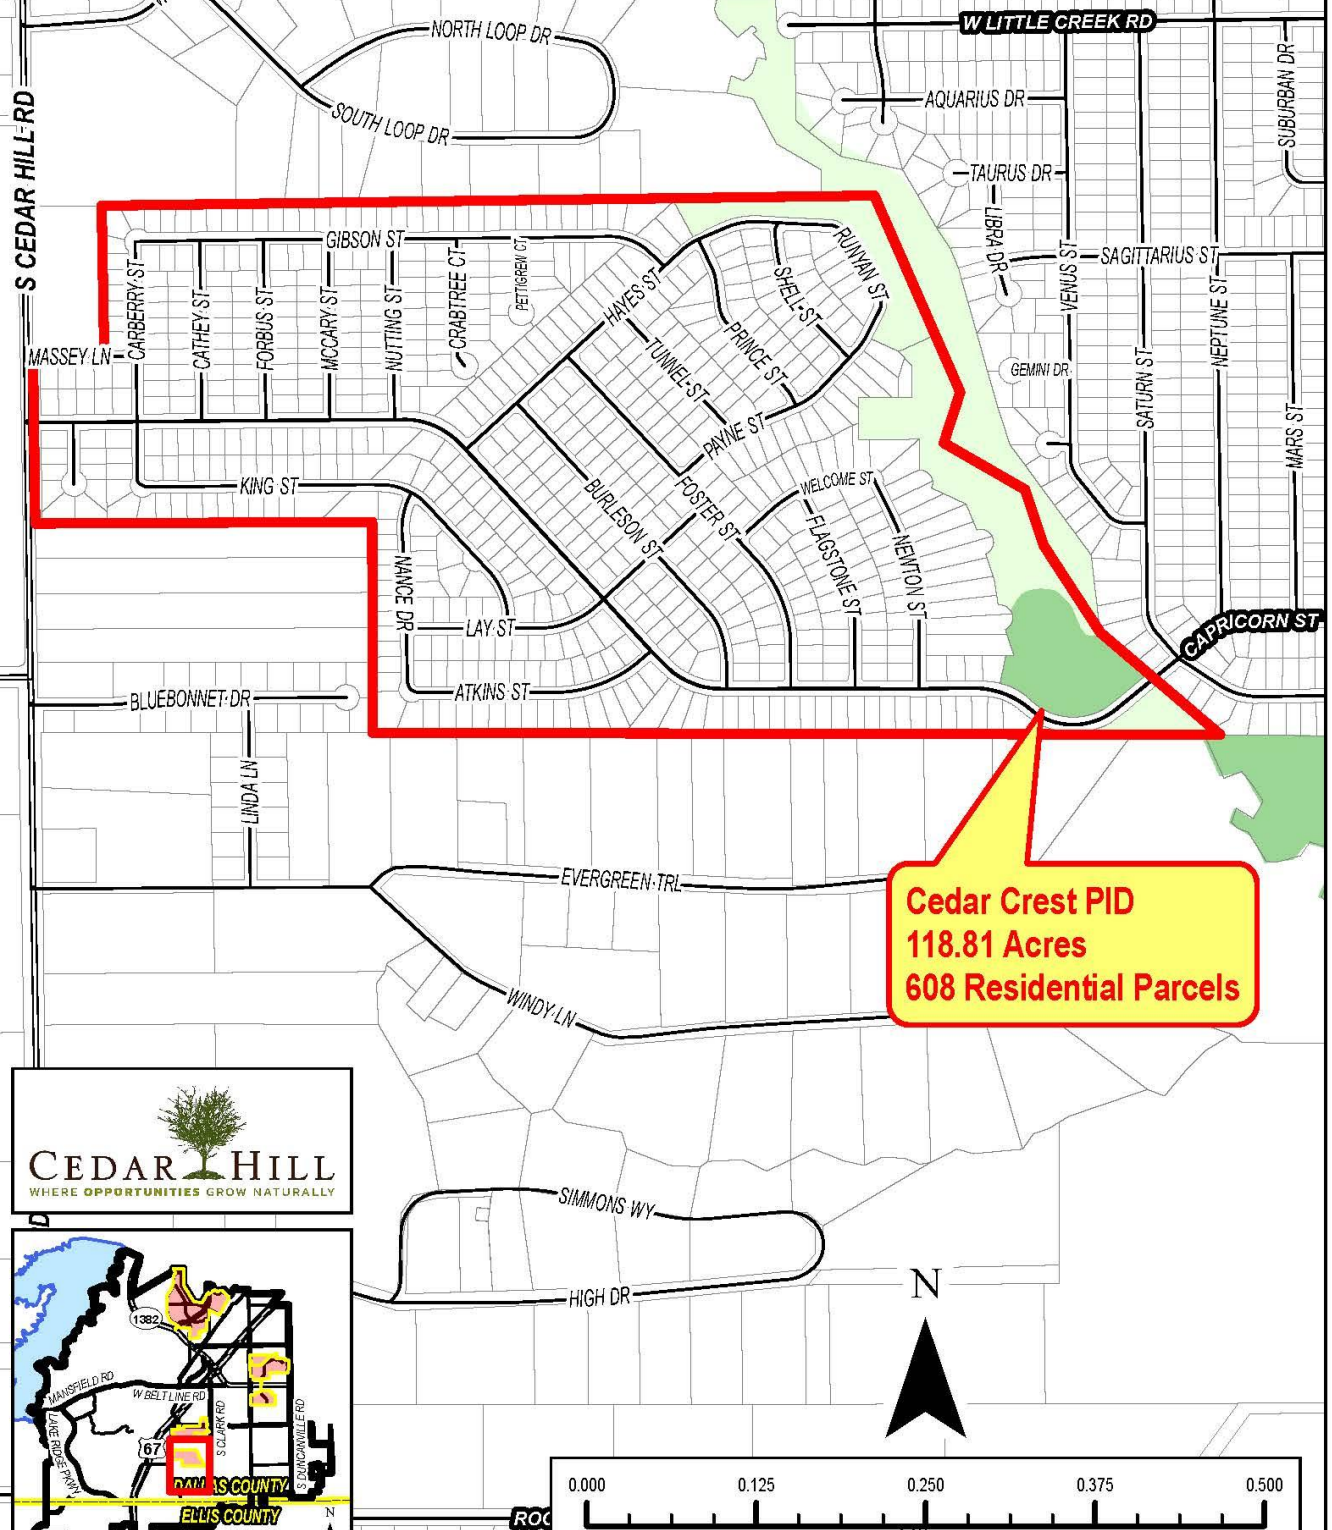 W LITTLE CREEK RD
NORTH LOOP DR
SOUTH LOOP DR
AQUARIUS DR
SUBURBAN DR
S CEDAR HILL RD
TAURUS DR
LIBRA DR
VENUS ST
SAGITTARIUS ST
NEPTUNE ST
GIBSON ST
CARBERRY ST
CATHEY ST
FORBUS ST
MCCARY ST
NUTTING ST
CRABTREE CT
PETTIGREW CT
HAYES ST
SHELL ST
RUNYAN ST
PRINCE ST
TUNNEL ST
MASSEY LN
GEMINI DR
SATURN ST
MARS ST
PAYNE ST
KING ST
BURLESON ST
FOSTER ST
WELCOME ST
FLAGSTONE ST
NEWTON ST
NANCE DR
LAY ST
CAPRICORN ST
ATKINS ST
BLUEBONNET DR
LINDA LN
EVERGREEN TRL
Cedar Crest PID
118.81 Acres
608 Residential Parcels
WINDY LN
CEDAR HILL
WHERE OPPORTUNITIES GROW NATURALLY
SIMMONS WY
HIGH DR
N
1382
MANSFIELD RD
W BELT LINE RD
LAKE RIDGE PKWY
S CLARK RD
S DUNCANVILLE RD
67
DALLAS COUNTY
ELLIS COUNTY
N
0.000 0.125 0.250 0.375 0.500